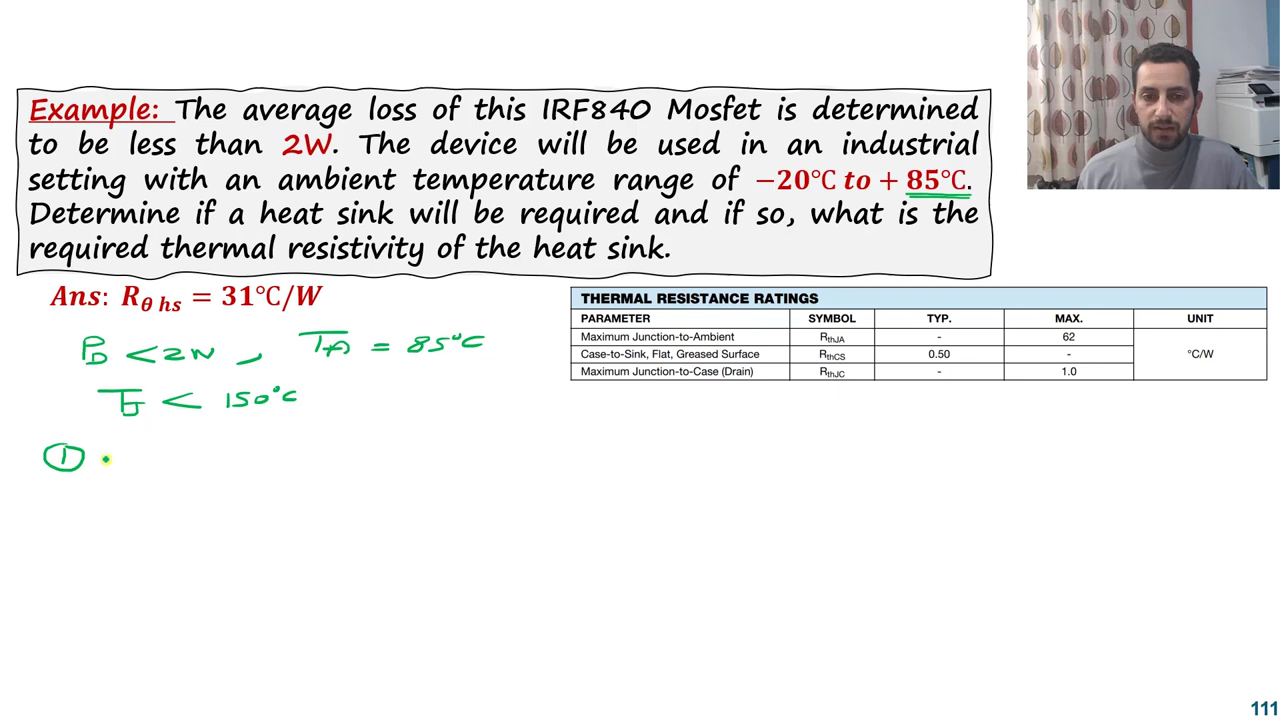 Example: The average loss of this IRF840 Mosfet is determined
to be less than 2W. The device will be used in an industrial
setting with an ambient temperature range of −20°C to + 85°C.
Determine if a heat sink will be required and if so, what is the
required thermal resistivity of the heat sink.
Ans: Rθ hs = 31°C/W
P_D < 2W , T_A = 85°C
T_J < 150°C
①
THERMAL RESISTANCE RATINGS
PARAMETER SYMBOL TYP. MAX. UNIT
Maximum Junction-to-Ambient RthJA - 62 °C/W
Case-to-Sink, Flat, Greased Surface RthCS 0.50 -
Maximum Junction-to-Case (Drain) RthJC - 1.0
111